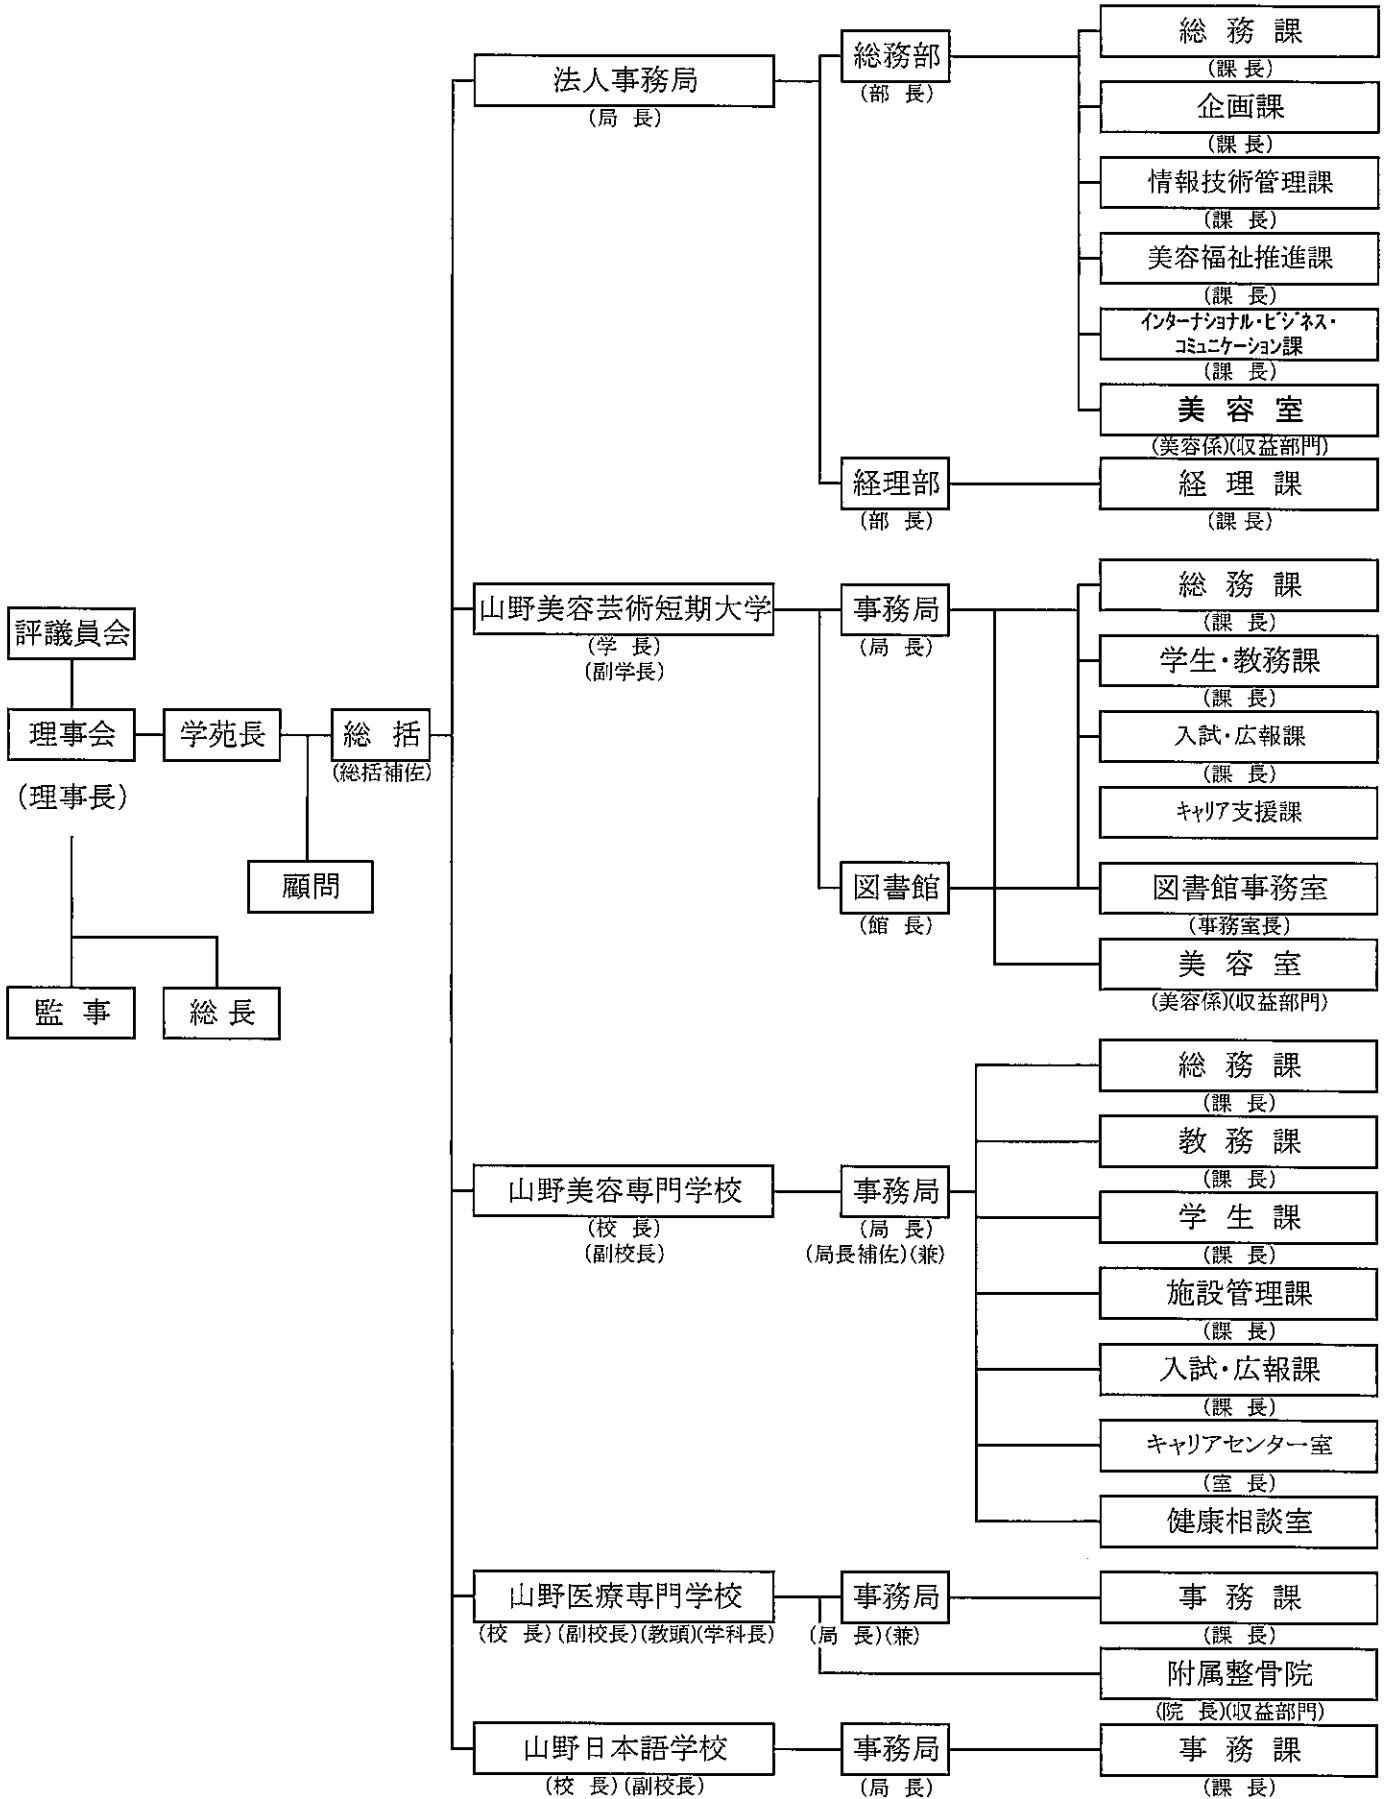 評議員会
理事会
(理事長)
監 事
総 長
学苑長
顧問
総 括
(総括補佐)
法人事務局
(局 長)
総務部
(部 長)
総 務 課
(課 長)
企画課
(課 長)
情報技術管理課
(課 長)
美容福祉推進課
(課 長)
インターナショナル・ビジネス・
コミュニケーション課
(課 長)
美 容 室
(美容係)(収益部門)
経理部
(部 長)
経 理 課
(課 長)
山野美容芸術短期大学
(学 長)
(副学長)
事務局
(局 長)
総 務 課
(課 長)
学生・教務課
(課 長)
入試・広報課
(課 長)
キャリア支援課
図書館
(館 長)
図書館事務室
(事務室長)
美 容 室
(美容係)(収益部門)
山野美容専門学校
(校 長)
(副校長)
事務局
(局 長)
(局長補佐)(兼)
総 務 課
(課 長)
教 務 課
(課 長)
学 生 課
(課 長)
施設管理課
(課 長)
入試・広報課
(課 長)
キャリアセンター室
(室 長)
健康相談室
山野医療専門学校
(校 長)(副校長)(教頭)(学科長)
事務局
(局 長)(兼)
事 務 課
(課 長)
附属整骨院
(院 長)(収益部門)
山野日本語学校
(校 長)(副校長)
事務局
(局 長)
事 務 課
(課 長)